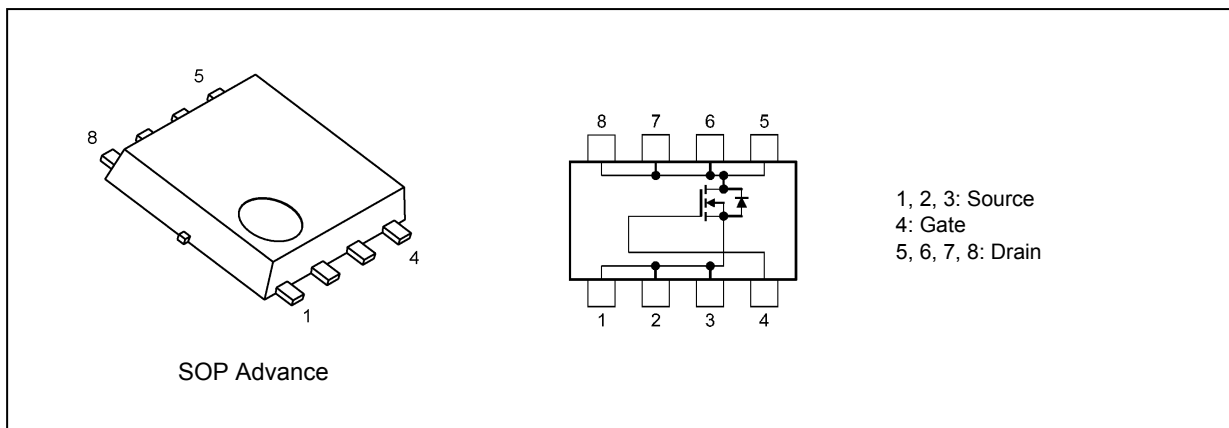 5
8
4
1
SOP Advance
8 7 6 5
1 2 3 4
1, 2, 3: Source
4: Gate
5, 6, 7, 8: Drain